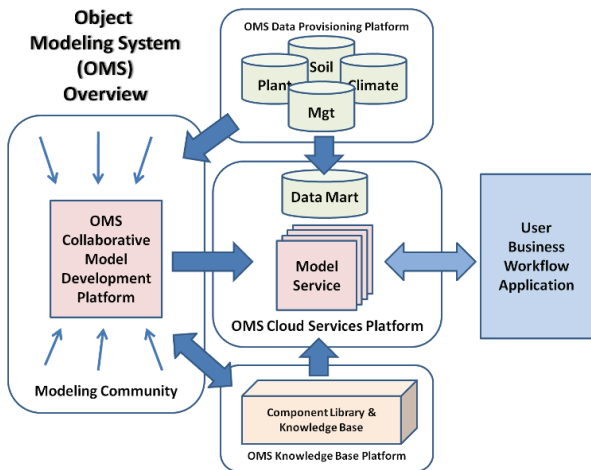 Object
Modeling System
(OMS)
Overview
OMS Data Provisioning Platform
Soil
Plant
Climate
Mgt
OMS
Collaborative
Model
Development
Platform
Modeling Community
Data Mart
Model
Service
OMS Cloud Services Platform
User
Business
Workflow
Application
Component Library &
Knowledge Base
OMS Knowledge Base Platform